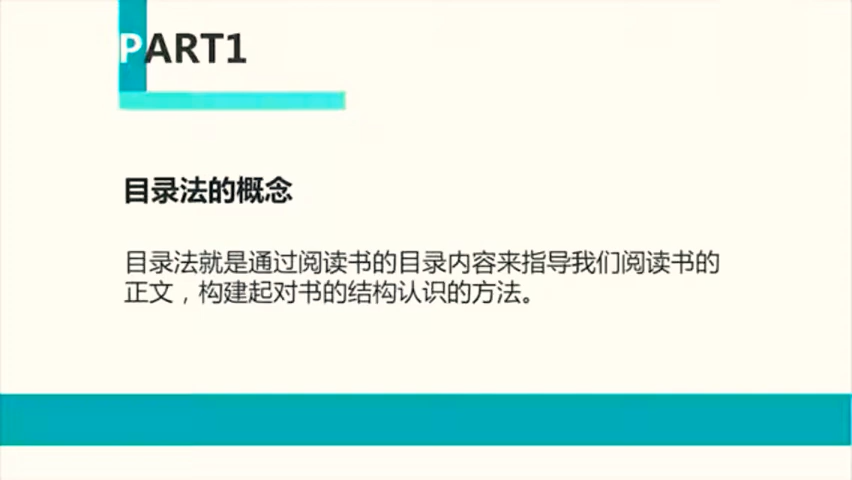 PART1
目录法的概念
目录法就是通过阅读书的目录内容来指导我们阅读书的
正文，构建起对书的结构认识的方法。